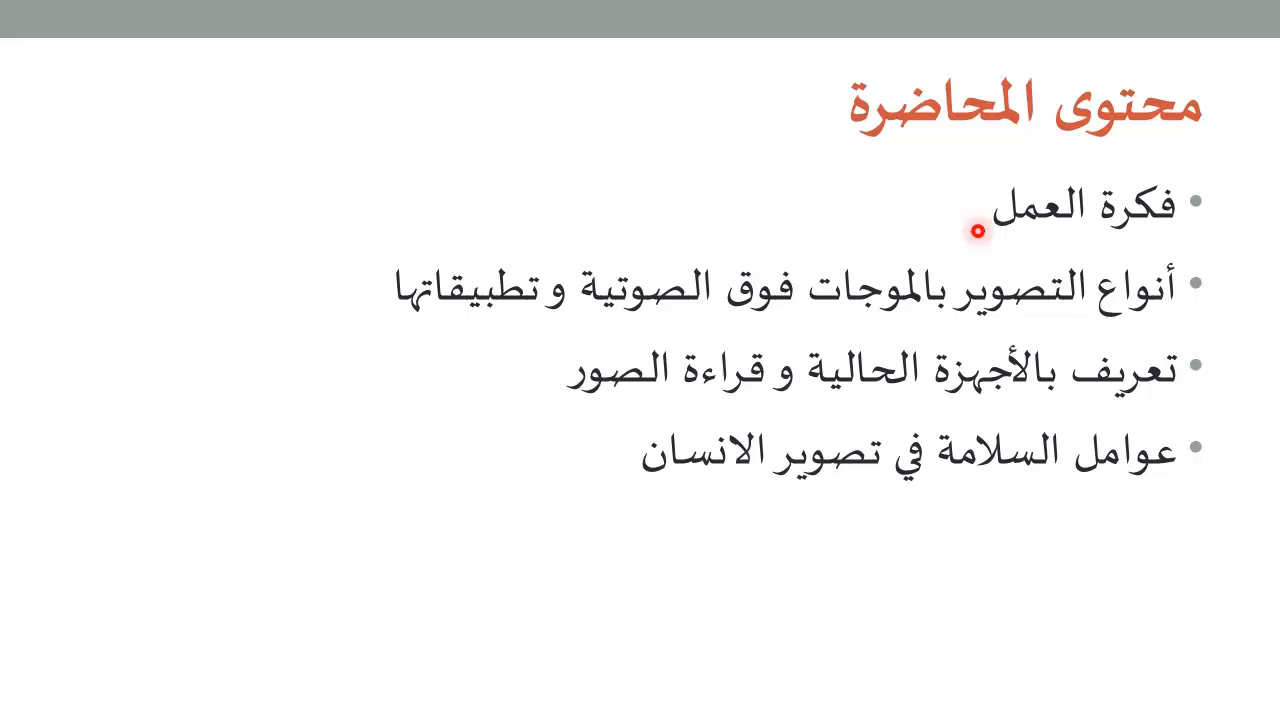 محتوى المحاضرة
• فكرة العمل
• أنواع التصوير بالموجات فوق الصوتية و تطبيقاتها
• تعريف بالأجهزة الحالية و قراءة الصور
• عوامل السلامة في تصوير الانسان